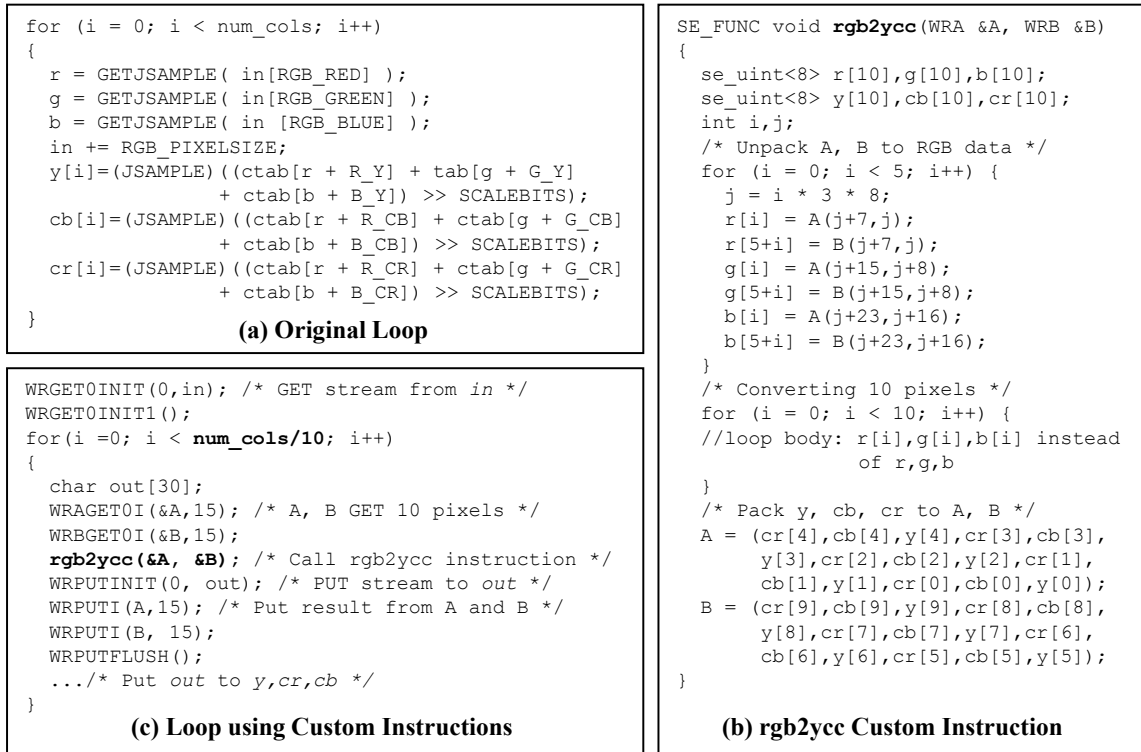 for (i = 0; i < num_cols; i++)
{
r = GETJSAMPLE( in[RGB_RED] );
g = GETJSAMPLE( in[RGB_GREEN] );
b = GETJSAMPLE( in [RGB_BLUE] );
in += RGB_PIXELSIZE;
y[i]=(JSAMPLE)((ctab[r + R_Y] + tab[g + G_Y]
+ ctab[b + B_Y]) >> SCALEBITS);
cb[i]=(JSAMPLE)((ctab[r + R_CB] + ctab[g + G_CB]
+ ctab[b + B_CB]) >> SCALEBITS);
cr[i]=(JSAMPLE)((ctab[r + R_CR] + ctab[g + G_CR]
+ ctab[b + B_CR]) >> SCALEBITS);
}
(a) Original Loop
SE_FUNC void rgb2ycc(WRA &A, WRB &B)
{
se_uint<8> r[10],g[10],b[10];
se_uint<8> y[10],cb[10],cr[10];
int i,j;
/* Unpack A, B to RGB data */
for (i = 0; i < 5; i++) {
j = i * 3 * 8;
r[i] = A(j+7,j);
r[5+i] = B(j+7,j);
g[i] = A(j+15,j+8);
g[5+i] = B(j+15,j+8);
b[i] = A(j+23,j+16);
b[5+i] = B(j+23,j+16);
}
/* Converting 10 pixels */
for (i = 0; i < 10; i++) {
//loop body: r[i],g[i],b[i] instead
of r,g,b
}
/* Pack y, cb, cr to A, B */
A = (cr[4],cb[4],y[4],cr[3],cb[3],
y[3],cr[2],cb[2],y[2],cr[1],
cb[1],y[1],cr[0],cb[0],y[0]);
B = (cr[9],cb[9],y[9],cr[8],cb[8],
y[8],cr[7],cb[7],y[7],cr[6],
cb[6],y[6],cr[5],cb[5],y[5]);
}
(b) rgb2ycc Custom Instruction
WRGET0INIT(0,in); /* GET stream from in */
WRGET0INIT1();
for(i =0; i < num_cols/10; i++)
{
char out[30];
WRAGET0I(&A,15); /* A, B GET 10 pixels */
WRBGET0I(&B,15);
rgb2ycc(&A, &B); /* Call rgb2ycc instruction */
WRPUTINIT(0, out); /* PUT stream to out */
WRPUTI(A,15); /* Put result from A and B */
WRPUTI(B, 15);
WRPUTFLUSH();
.../* Put out to y,cr,cb */
}
(c) Loop using Custom Instructions